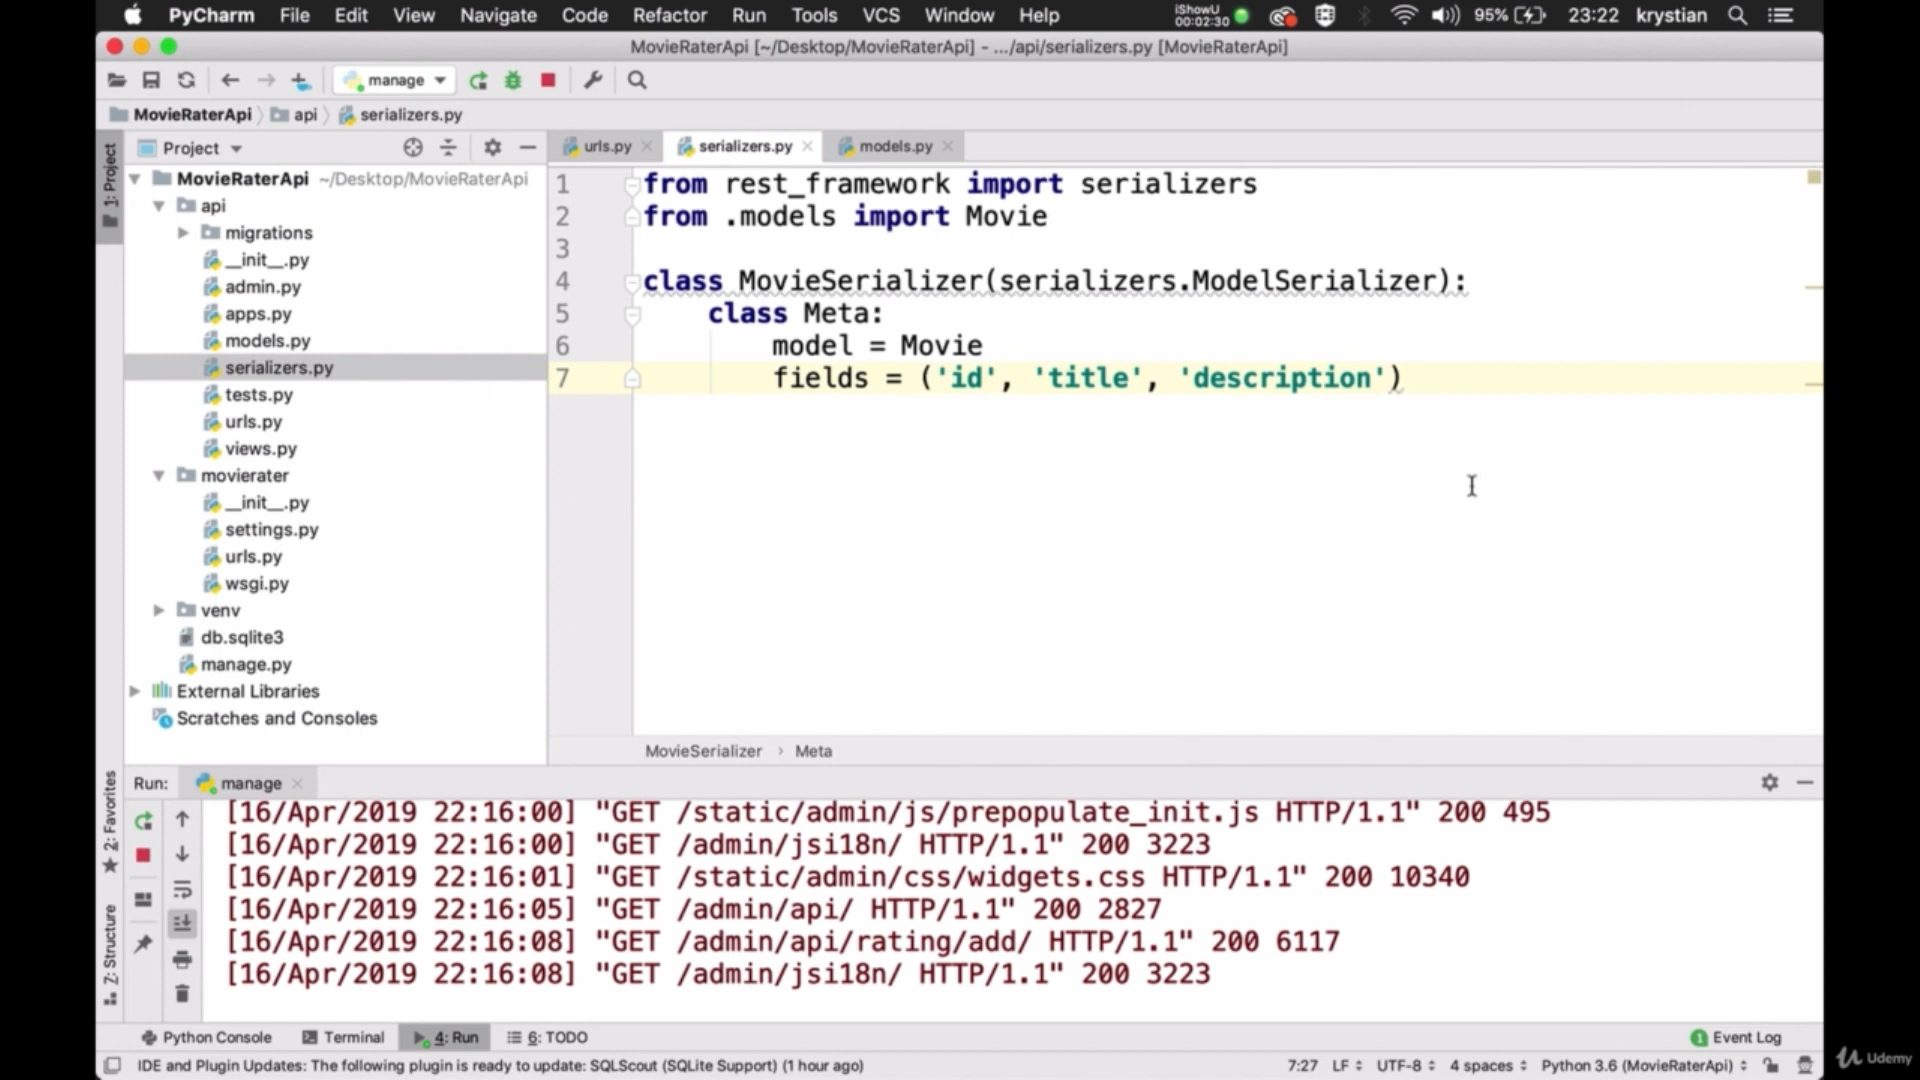 PyCharm File Edit View Navigate Code Refactor Run Tools VCS Window Help iShowU 00:02:30 95% 23:22 krystian
MovieRaterApi [~/Desktop/MovieRaterApi] - .../api/serializers.py [MovieRaterApi]
manage
MovieRaterApi api serializers.py
1: Project
Project
urls.py serializers.py models.py
MovieRaterApi ~/Desktop/MovieRaterApi
api
migrations
__init__.py
admin.py
apps.py
models.py
serializers.py
tests.py
urls.py
views.py
movierater
__init__.py
settings.py
urls.py
wsgi.py
venv
db.sqlite3
manage.py
External Libraries
Scratches and Consoles
1 from rest_framework import serializers
2 from .models import Movie
3
4 class MovieSerializer(serializers.ModelSerializer):
5 class Meta:
6 model = Movie
7 fields = ('id', 'title', 'description')
MovieSerializer › Meta
2: Favorites
Z: Structure
Run: manage
[16/Apr/2019 22:16:00] "GET /static/admin/js/prepopulate_init.js HTTP/1.1" 200 495
[16/Apr/2019 22:16:00] "GET /admin/jsi18n/ HTTP/1.1" 200 3223
[16/Apr/2019 22:16:01] "GET /static/admin/css/widgets.css HTTP/1.1" 200 10340
[16/Apr/2019 22:16:05] "GET /admin/api/ HTTP/1.1" 200 2827
[16/Apr/2019 22:16:08] "GET /admin/api/rating/add/ HTTP/1.1" 200 6117
[16/Apr/2019 22:16:08] "GET /admin/jsi18n/ HTTP/1.1" 200 3223
Python Console Terminal 4: Run 6: TODO 1 Event Log
IDE and Plugin Updates: The following plugin is ready to update: SQLScout (SQLite Support) (1 hour ago) 7:27 LF UTF-8 4 spaces Python 3.6 (MovieRaterApi)
Udemy